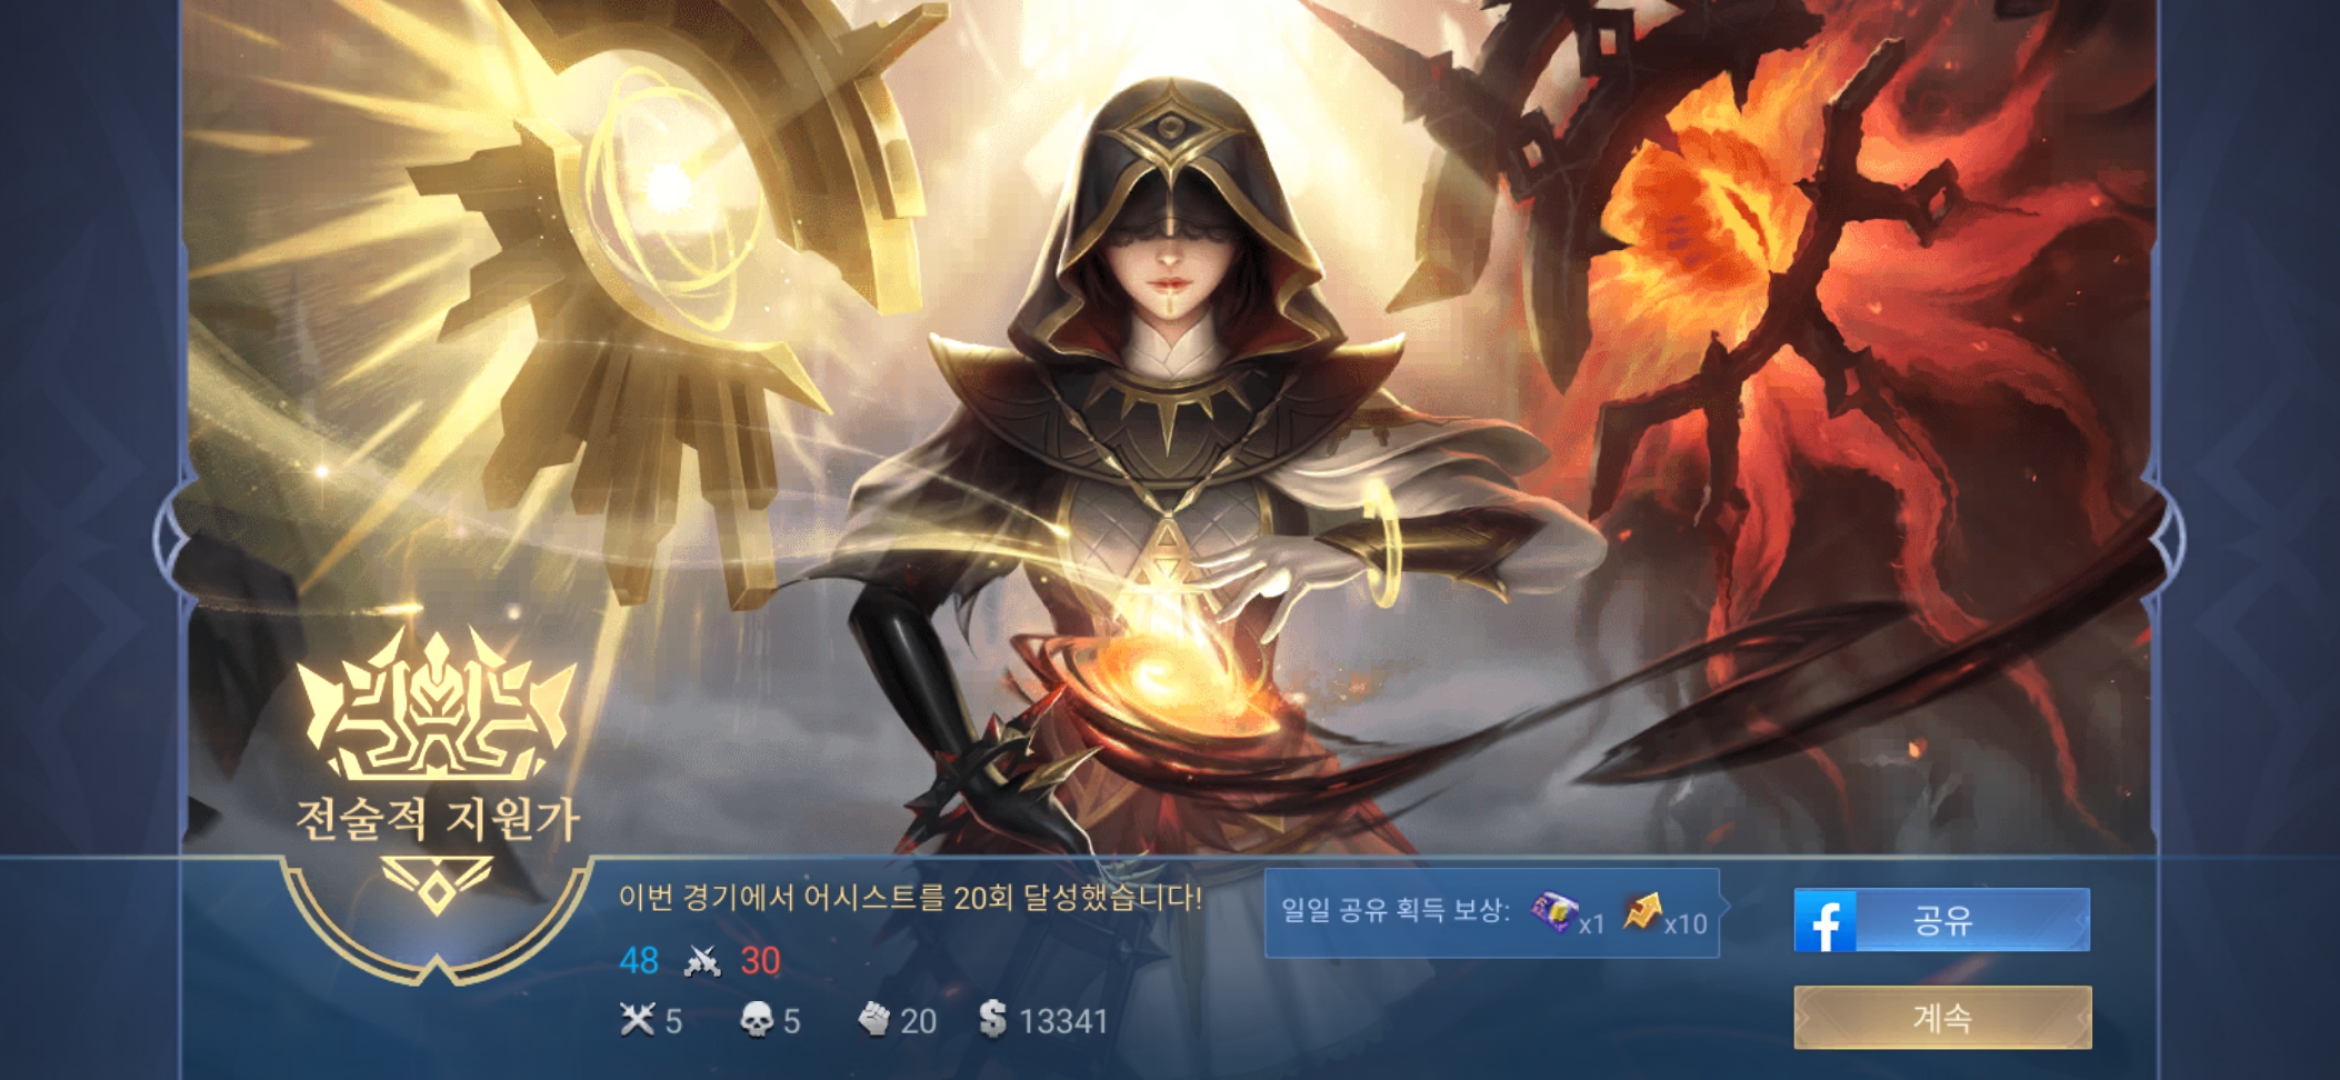 전술적 지원가
이번 경기에서 어시스트를 20회 달성했습니다!
48 30
5 5 20 13341
일일 공유 획득 보상: x1 x10
공유
계속